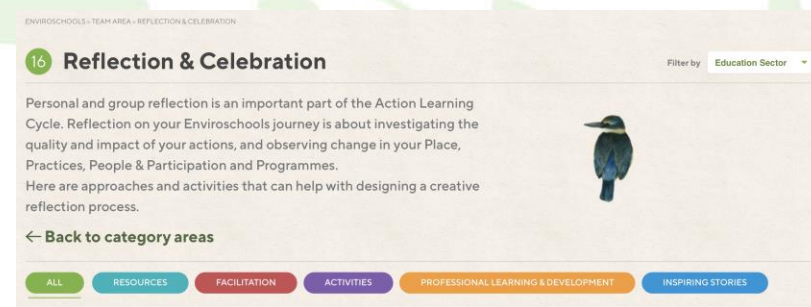 ENVIROSCHOOLS » TEAM AREA » REFLECTION & CELEBRATION
16 Reflection & Celebration
Filter by Education Sector
Personal and group reflection is an important part of the Action Learning
Cycle. Reflection on your Enviroschools journey is about investigating the
quality and impact of your actions, and observing change in your Place,
Practices, People & Participation and Programmes.
Here are approaches and activities that can help with designing a creative
reflection process.
← Back to category areas
ALL RESOURCES FACILITATION ACTIVITIES PROFESSIONAL LEARNING & DEVELOPMENT INSPIRING STORIES